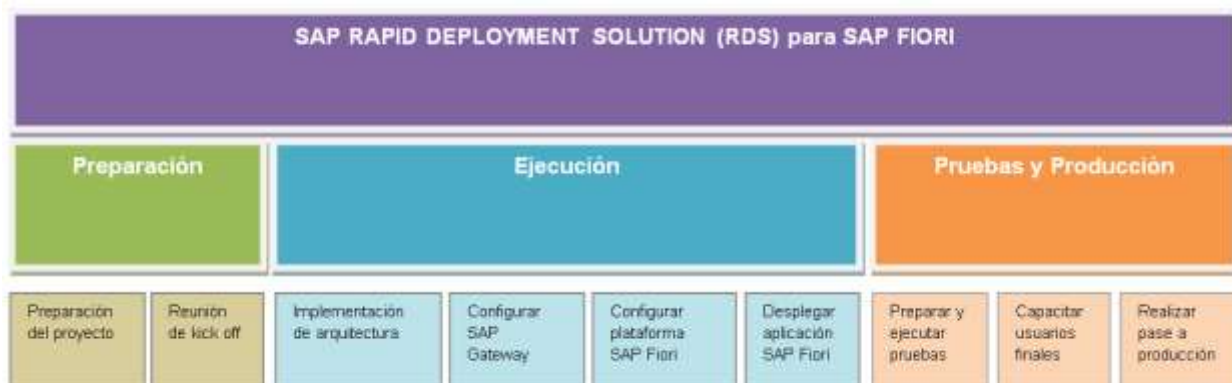 SAP RAPID DEPLOYMENT SOLUTION (RDS) para SAP FIORI
Preparación
Ejecución
Pruebas y Producción
Preparación
del proyecto
Reunión
de kick off
Implementación
de arquitectura
Configurar
SAP
Gateway
Configurar
plataforma
SAP Fiori
Desplegar
aplicación
SAP Fiori
Preparar y
ejecutar
pruebas
Capacitar
usuarios
finales
Realizar
pase a
producción